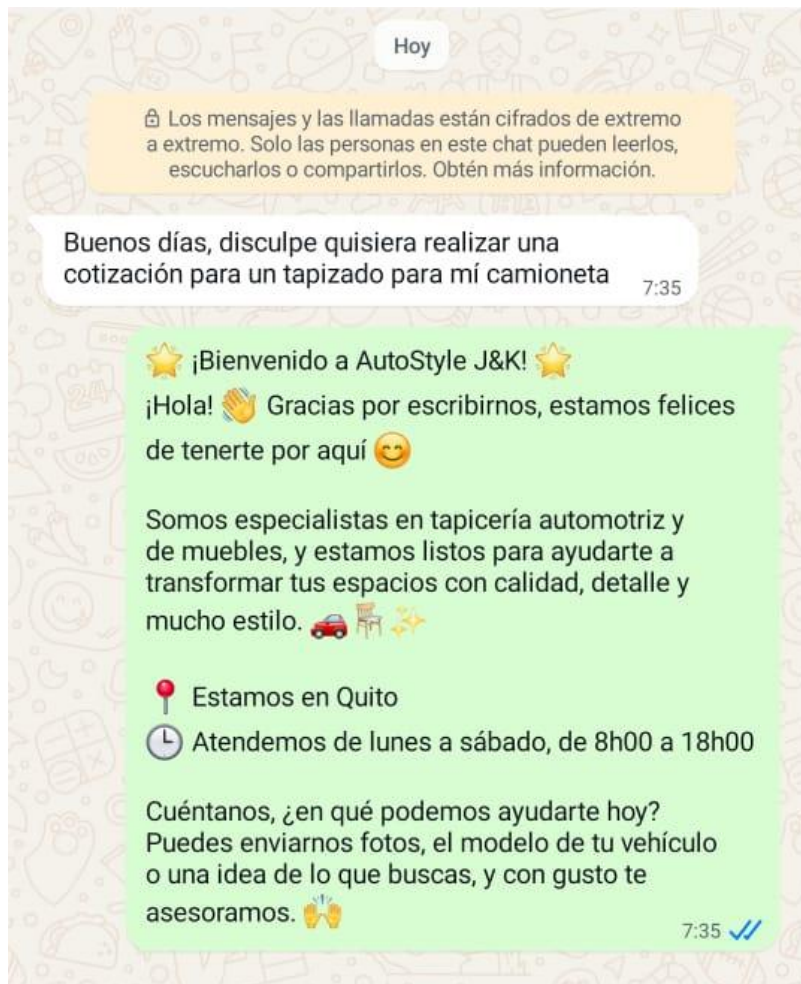 Hoy
🔒 Los mensajes y las llamadas están cifrados de extremo
a extremo. Solo las personas en este chat pueden leerlos,
escucharlos o compartirlos. Obtén más información.
Buenos días, disculpe quisiera realizar una
cotización para un tapizado para mí camioneta
7:35
🌟 ¡Bienvenido a AutoStyle J&K! 🌟
¡Hola! 👋 Gracias por escribirnos, estamos felices
de tenerte por aquí 😊
Somos especialistas en tapicería automotriz y
de muebles, y estamos listos para ayudarte a
transformar tus espacios con calidad, detalle y
mucho estilo. 🚗🪑✨
📍 Estamos en Quito
🕒 Atendemos de lunes a sábado, de 8h00 a 18h00
Cuéntanos, ¿en qué podemos ayudarte hoy?
Puedes enviarnos fotos, el modelo de tu vehículo
o una idea de lo que buscas, y con gusto te
asesoramos. 🙌
7:35